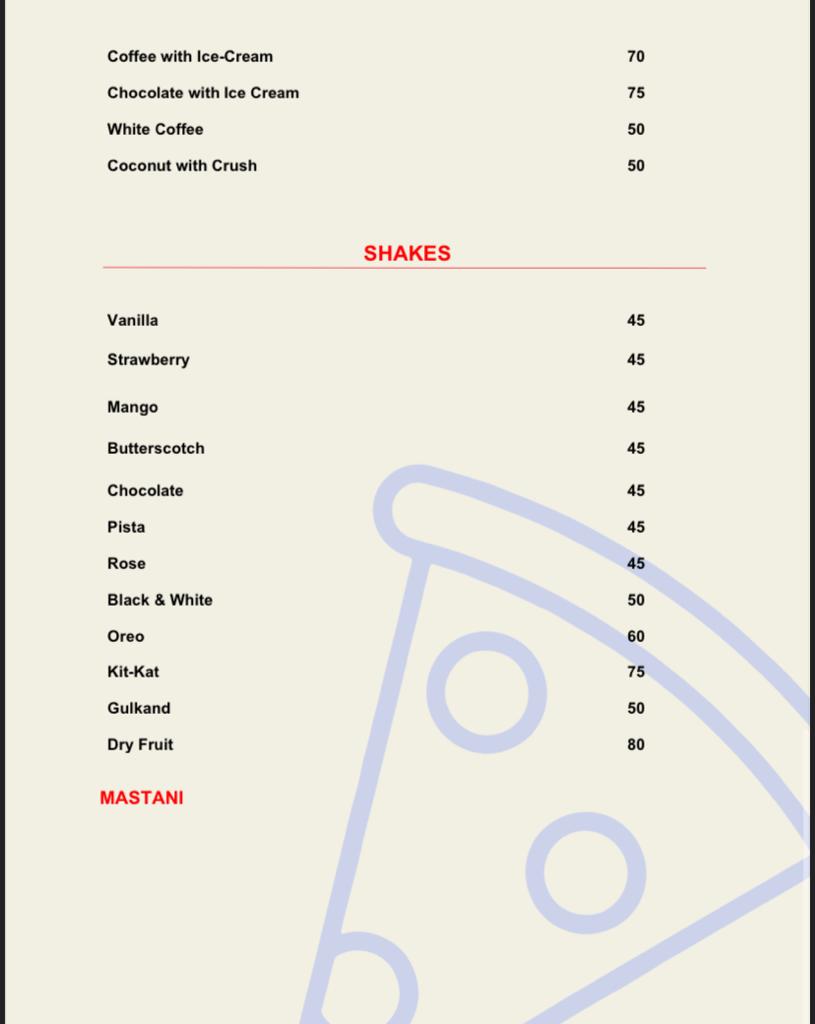 Coffee with Ice-Cream 70
Chocolate with Ice Cream 75
White Coffee 50
Coconut with Crush 50
SHAKES
Vanilla 45
Strawberry 45
Mango 45
Butterscotch 45
Chocolate 45
Pista 45
Rose 45
Black & White 50
Oreo 60
Kit-Kat 75
Gulkand 50
Dry Fruit 80
MASTANI